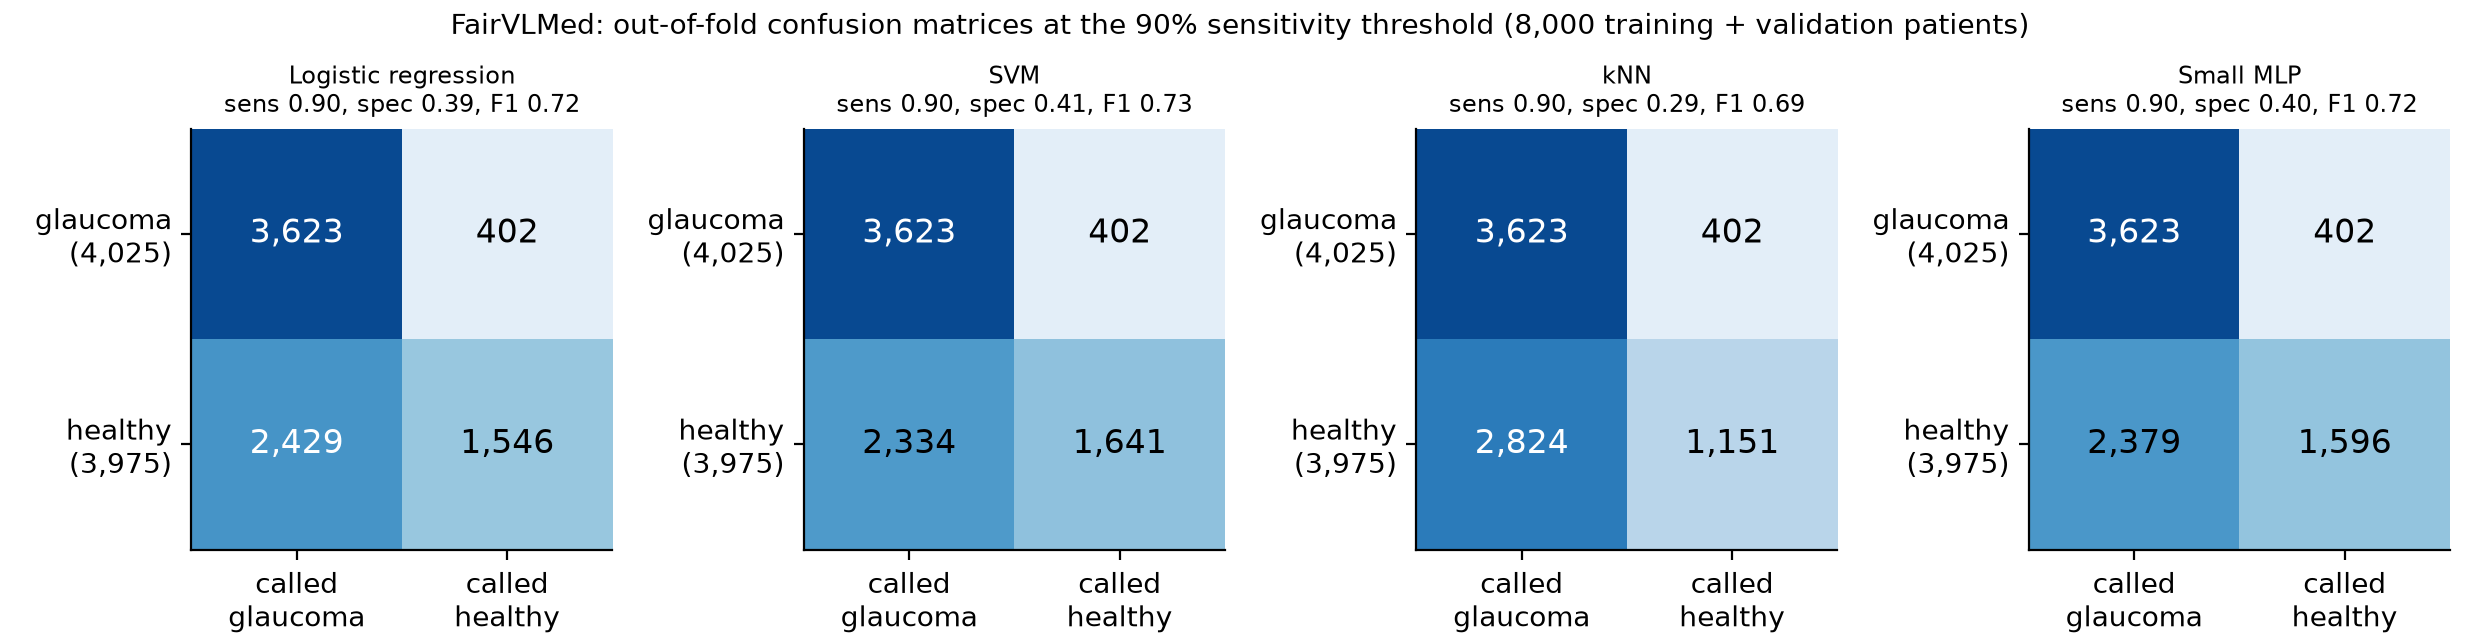 FairVLMed: out-of-fold confusion matrices at the 90% sensitivity threshold (8,000 training + validation patients)
Logistic regression
sens 0.90, spec 0.39, F1 0.72
glaucoma
(4,025)
3,623
402
healthy
(3,975)
2,429
1,546
called
glaucoma
called
healthy
SVM
sens 0.90, spec 0.41, F1 0.73
glaucoma
(4,025)
3,623
402
healthy
(3,975)
2,334
1,641
called
glaucoma
called
healthy
kNN
sens 0.90, spec 0.29, F1 0.69
glaucoma
(4,025)
3,623
402
healthy
(3,975)
2,824
1,151
called
glaucoma
called
healthy
Small MLP
sens 0.90, spec 0.40, F1 0.72
glaucoma
(4,025)
3,623
402
healthy
(3,975)
2,379
1,596
called
glaucoma
called
healthy